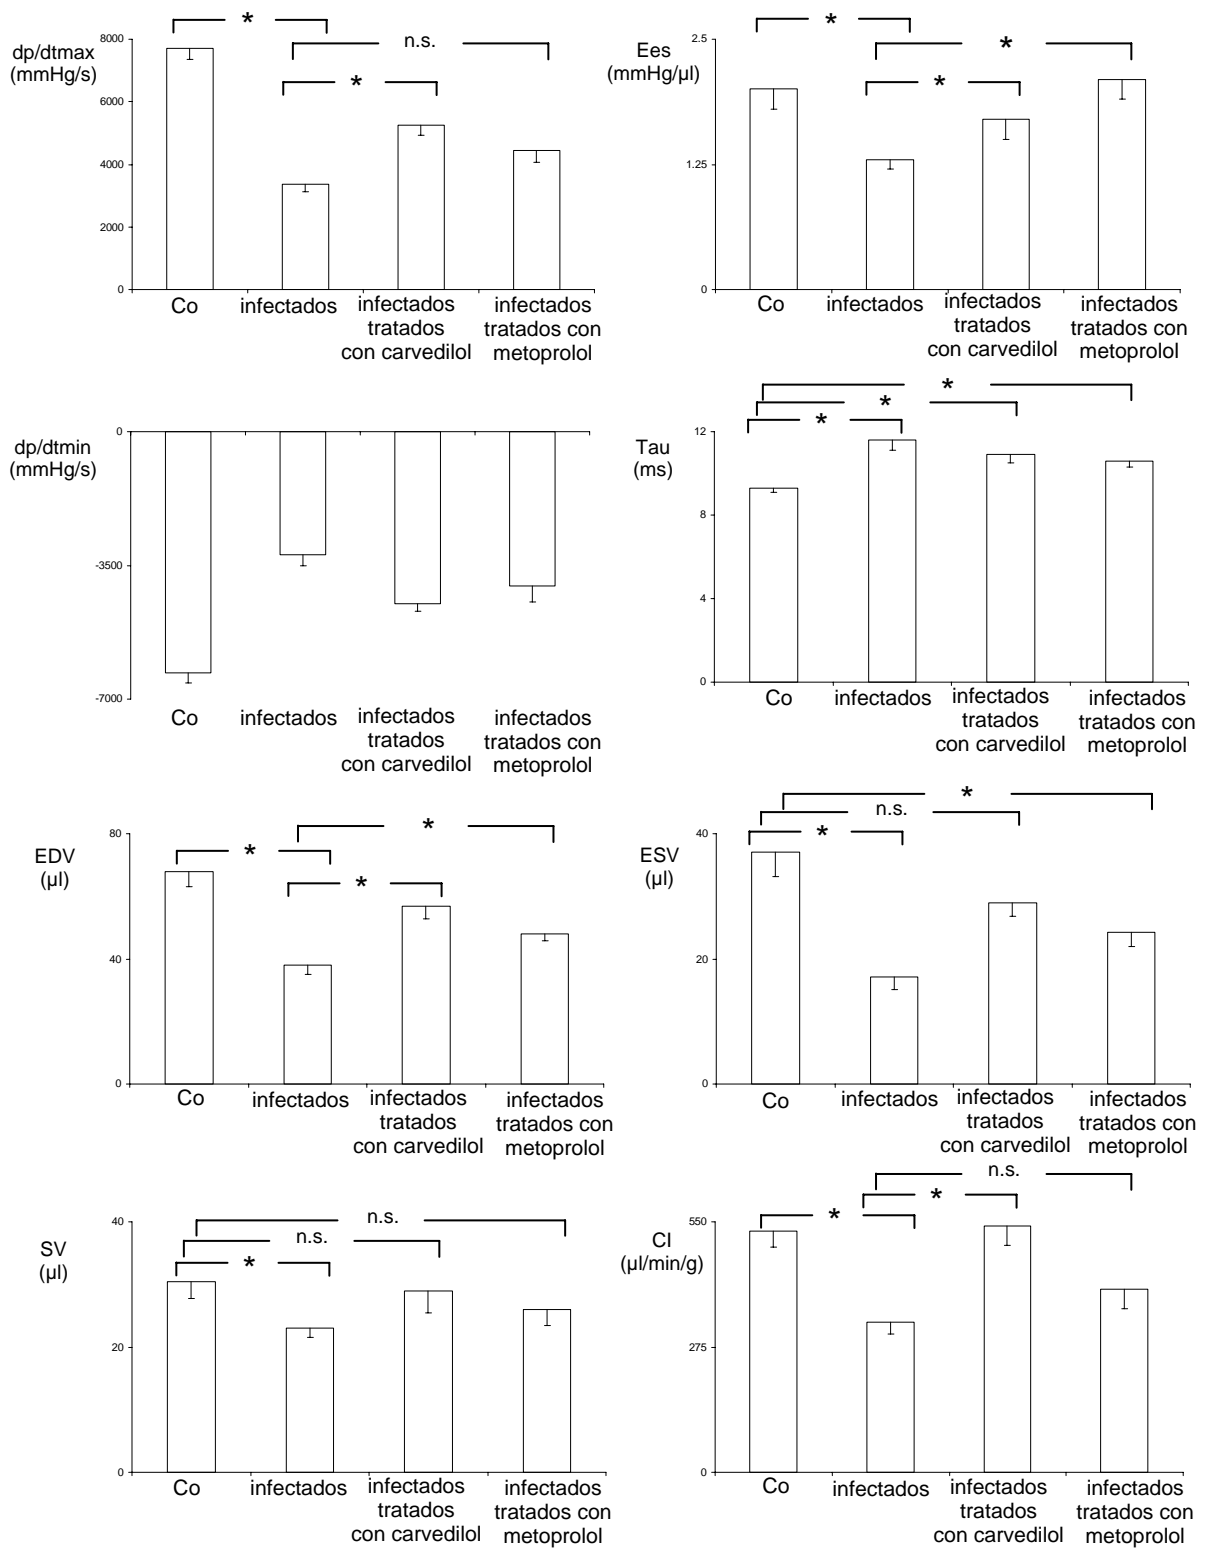 *
n.s.
*
dp/dtmax
(mmHg/s)
8000
6000
4000
2000
0
Co
infectados
infectados
tratados
con carvedilol
infectados
tratados con
metoprolol
*
*
*
Ees
(mmHg/µl)
2.5
1.25
0
Co
infectados
infectados
tratados
con carvedilol
infectados
tratados con
metoprolol
dp/dtmin
(mmHg/s)
0
-3500
-7000
Co
infectados
infectados
tratados
con carvedilol
infectados
tratados con
metoprolol
*
*
*
Tau
(ms)
12
8
4
0
Co
infectados
infectados
tratados
con carvedilol
infectados
tratados con
metoprolol
*
*
*
EDV
(µl)
80
40
0
Co
infectados
infectados
tratados
con carvedilol
infectados
tratados con
metoprolol
*
n.s.
*
ESV
(µl)
40
20
0
Co
infectados
infectados
tratados
con carvedilol
infectados
tratados con
metoprolol
n.s.
n.s.
*
SV
(µl)
40
20
0
Co
infectados
infectados
tratados
con carvedilol
infectados
tratados con
metoprolol
n.s.
*
*
CI
(µl/min/g)
550
275
0
Co
infectados
infectados
tratados
con carvedilol
infectados
tratados con
metoprolol